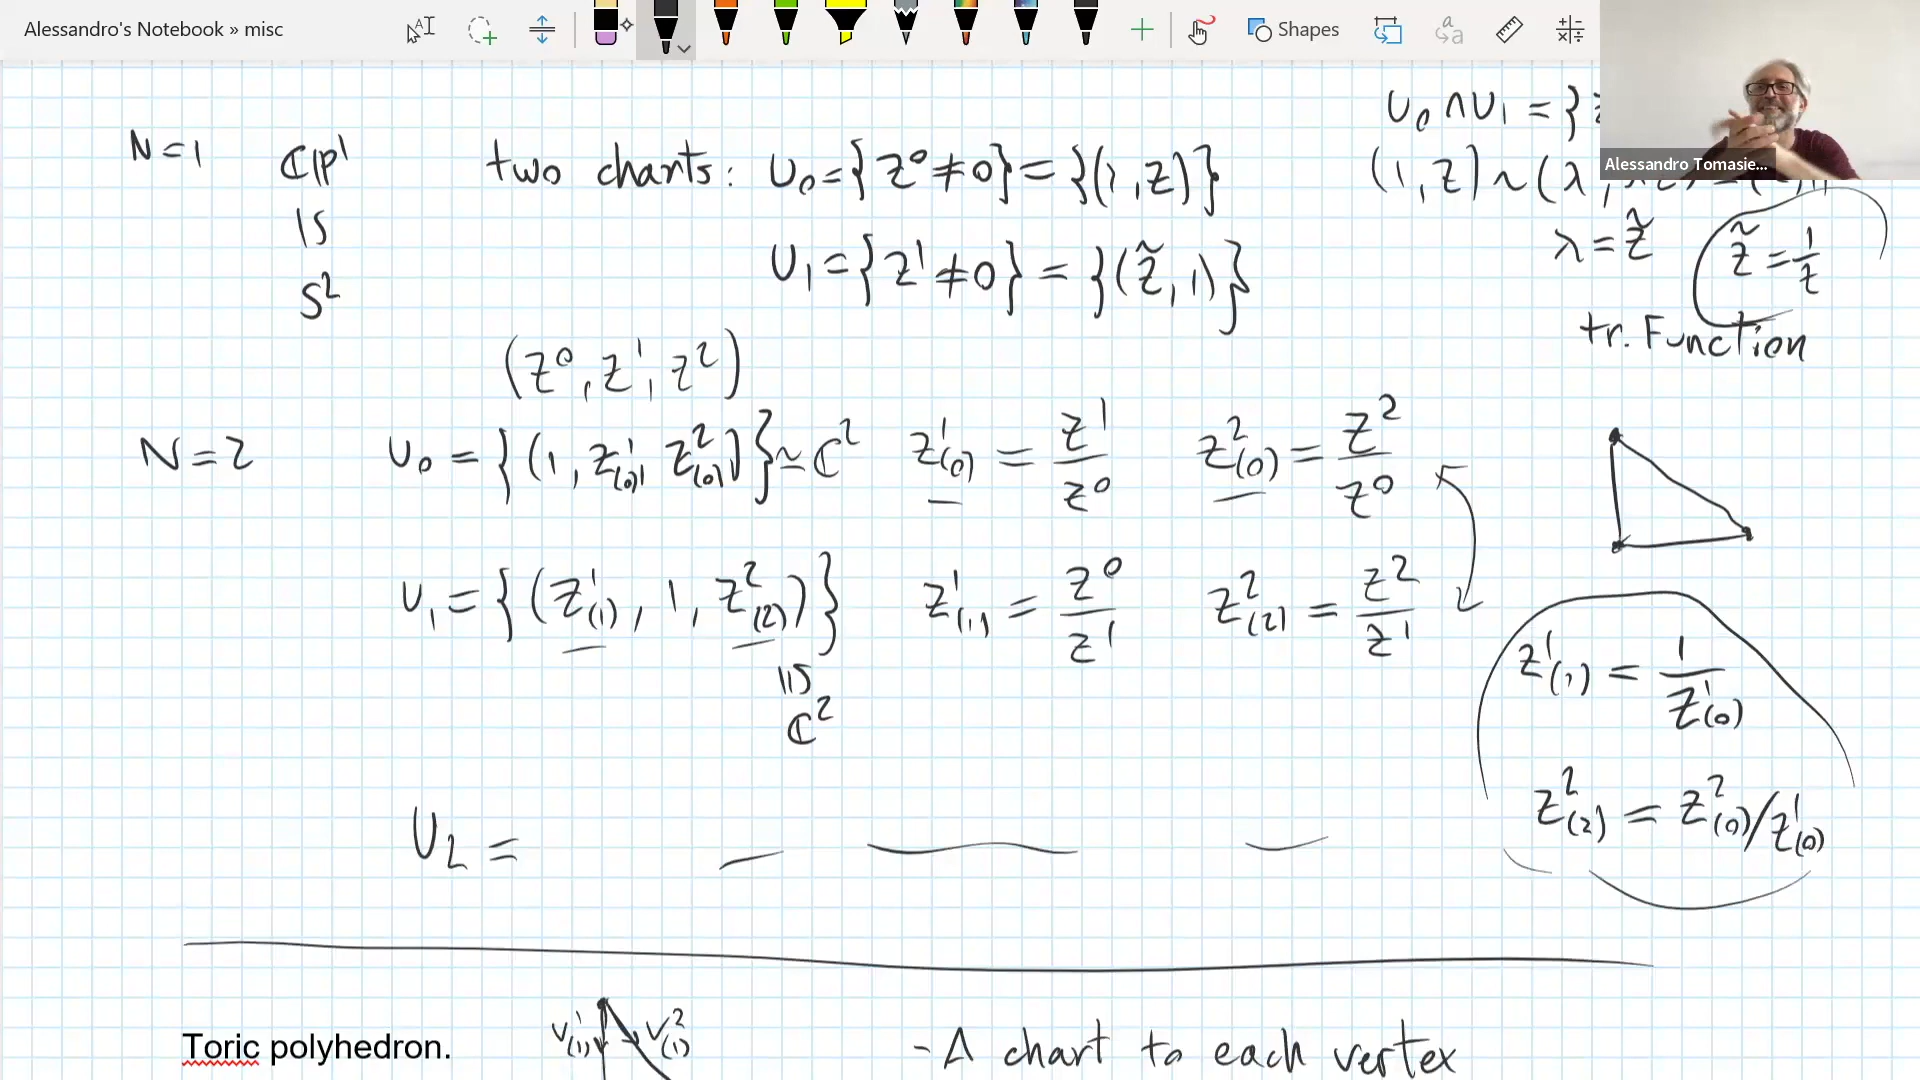 Alessandro's Notebook » misc
Shapes
Alessandro Tomasie...
N=1 ℂP¹ two charts: U₀={z⁰≠0}={(1,z)}
U₀∩U₁={
(1,z)~(λ,
≅
S²
U₁={z¹≠0}={(z̃,1)}
λ=z̃ z̃=1/z
tr. Function
(z⁰,z¹,z²)
N=2 U₀={(1,z¹₍₀₎,z²₍₀₎)}≃ℂ² z¹₍₀₎=z¹/z⁰ z²₍₀₎=z²/z⁰
U₁={(z¹₍₁₎,1,z²₍₂₎)} z¹₍₁₎=z⁰/z¹ z²₍₂₎=z²/z¹
≅
ℂ²
z¹₍₁₎=1/z¹₍₀₎
z²₍₂₎=z²₍₀₎/z¹₍₀₎
U₂=
Toric polyhedron.
v¹₍₁₎ v²₍₁₎
- A chart to each vertex